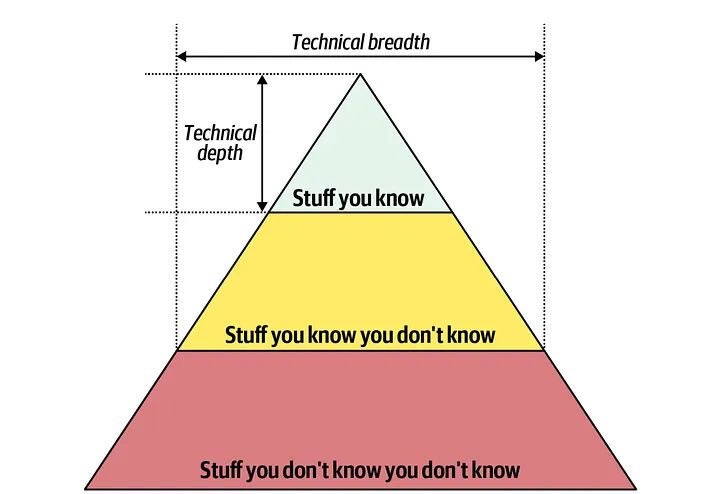 Technical breadth
Technical
depth
Stuff you know
Stuff you know you don't know
Stuff you don't know you don't know